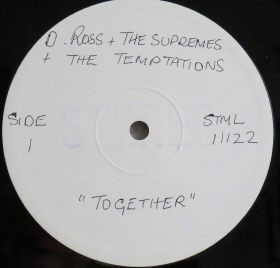 D. ROSS + THE SUPREMES
+ THE TEMPTATIONS
SIDE
1
STML
11122
"TOGETHER"